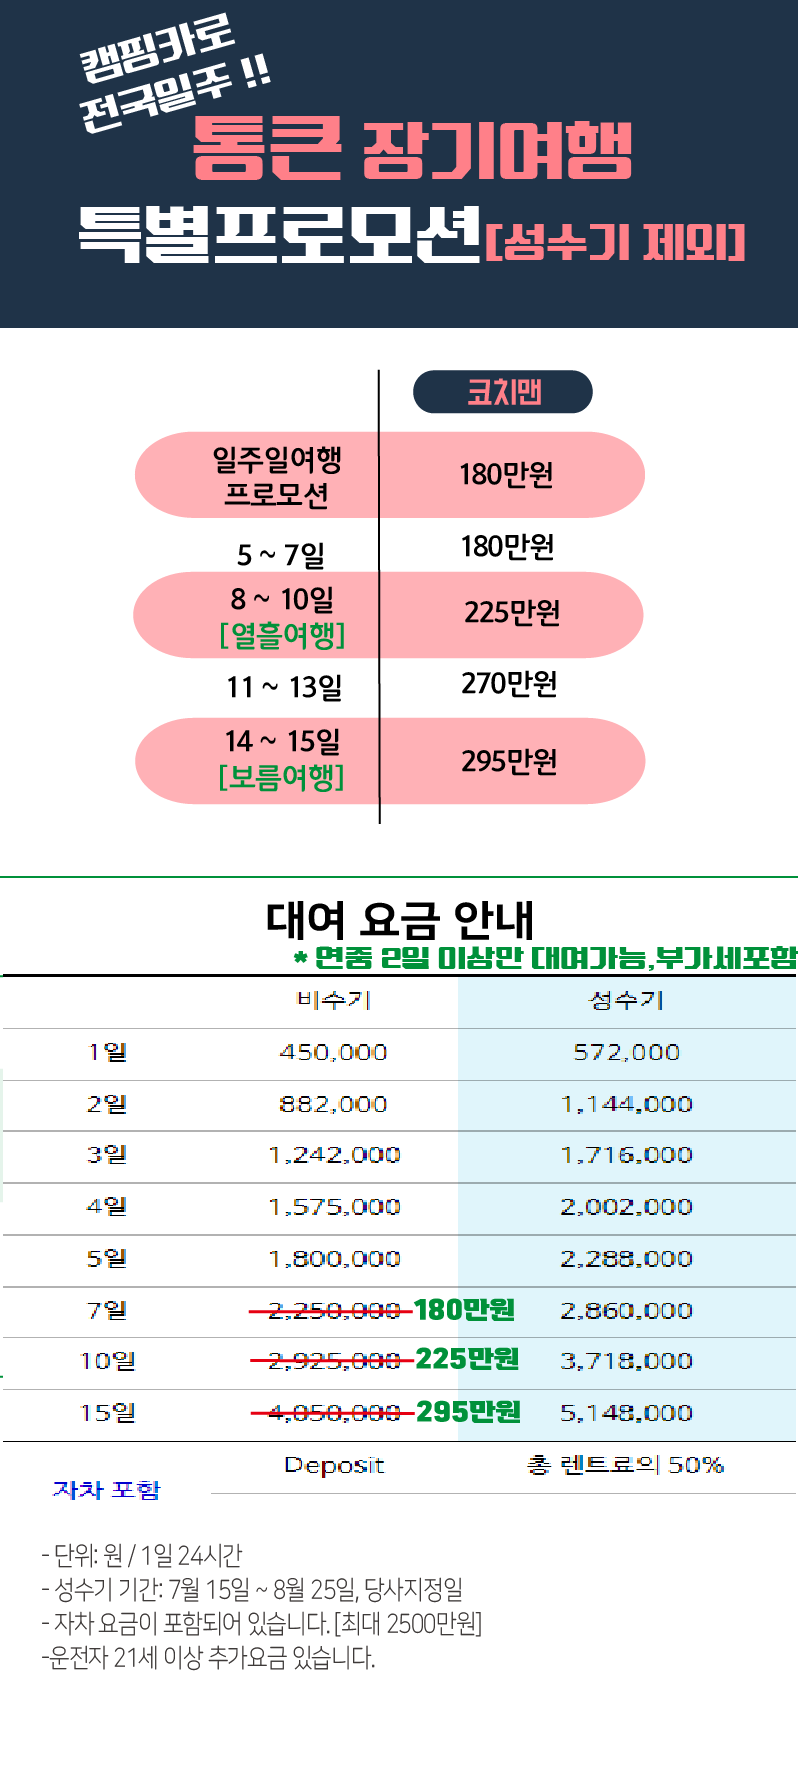 캠핑카로
전국일주 !!
통큰 장기여행
특별프로모션[성수기 제외]
코치맨
일주일여행
프로모션
180만원
5 ~ 7일
180만원
8 ~ 10일
[열흘여행]
225만원
11 ~ 13일
270만원
14 ~ 15일
[보름여행]
295만원
대여 요금 안내
* 연중 2일 이상만 대여가능,부가세포함
비수기 성수기
1일 450,000 572,000
2일 882,000 1,144,000
3일 1,242,000 1,716,000
4일 1,575,000 2,002,000
5일 1,800,000 2,288,000
7일 2,250,000 180만원 2,860,000
10일 2,925,000 225만원 3,718,000
15일 4,050,000 295만원 5,148,000
Deposit 총 렌트료의 50%
자차 포함
- 단위: 원 / 1일 24시간
- 성수기 기간: 7월 15일 ~ 8월 25일, 당사지정일
- 자차 요금이 포함되어 있습니다. [최대 2500만원]
-운전자 21세 이상 추가요금 있습니다.